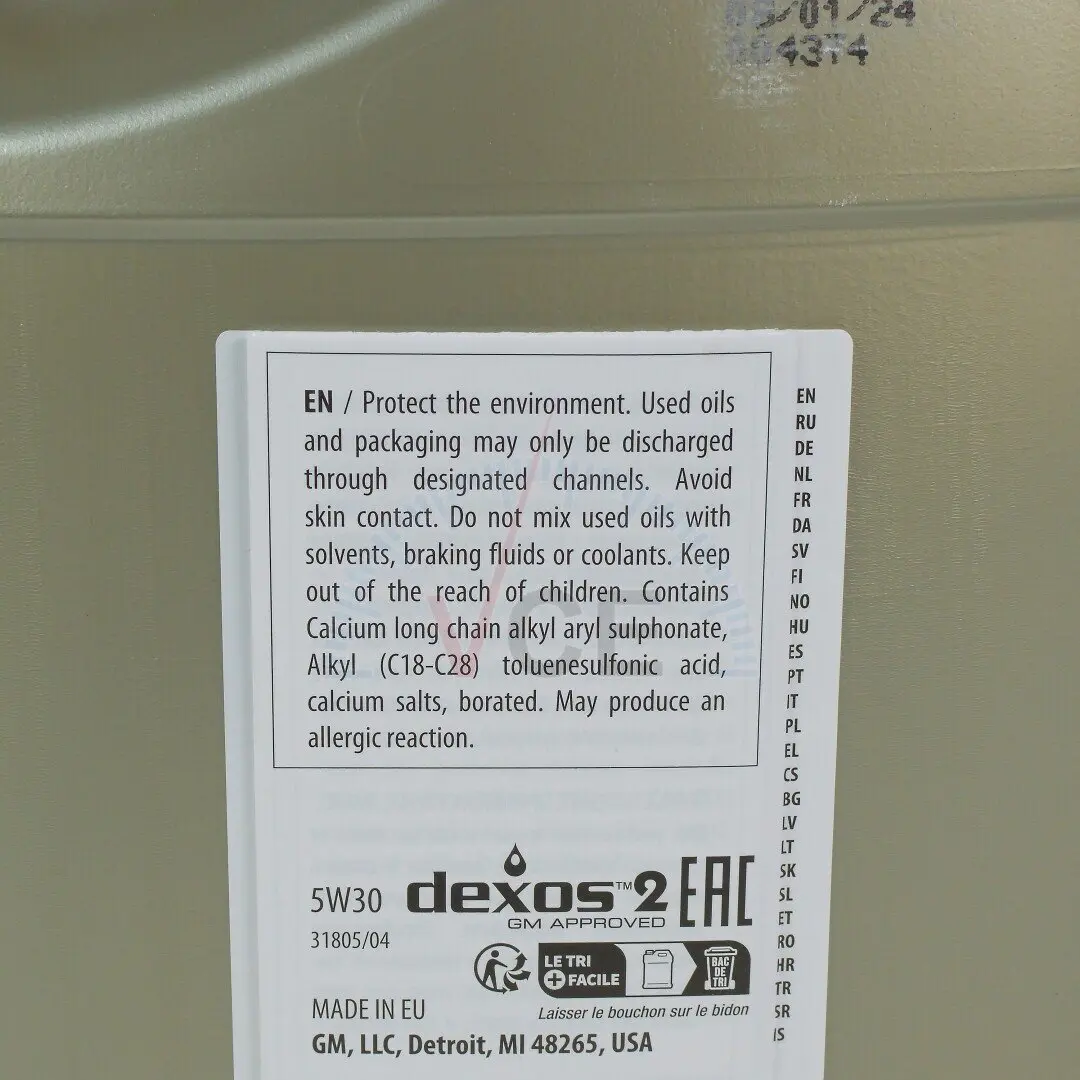 /01/24
4374
EN / Protect the environment. Used oils
and packaging may only be discharged
through designated channels. Avoid
skin contact. Do not mix used oils with
solvents, braking fluids or coolants. Keep
out of the reach of children. Contains
Calcium long chain alkyl aryl sulphonate,
Alkyl (C18-C28) toluenesulfonic acid,
calcium salts, borated. May produce an
allergic reaction.
EN
RU
DE
NL
FR
DA
SV
FI
NO
HU
ES
PT
IT
PL
EL
CS
BG
LV
LT
SK
SL
ET
RO
HR
TR
SR
IS
VCE
5W30 dexos™2 EAC
GM APPROVED
31805/04
LE TRI
+ FACILE
BAC
DE
TRI
Laisser le bouchon sur le bidon
MADE IN EU
GM, LLC, Detroit, MI 48265, USA